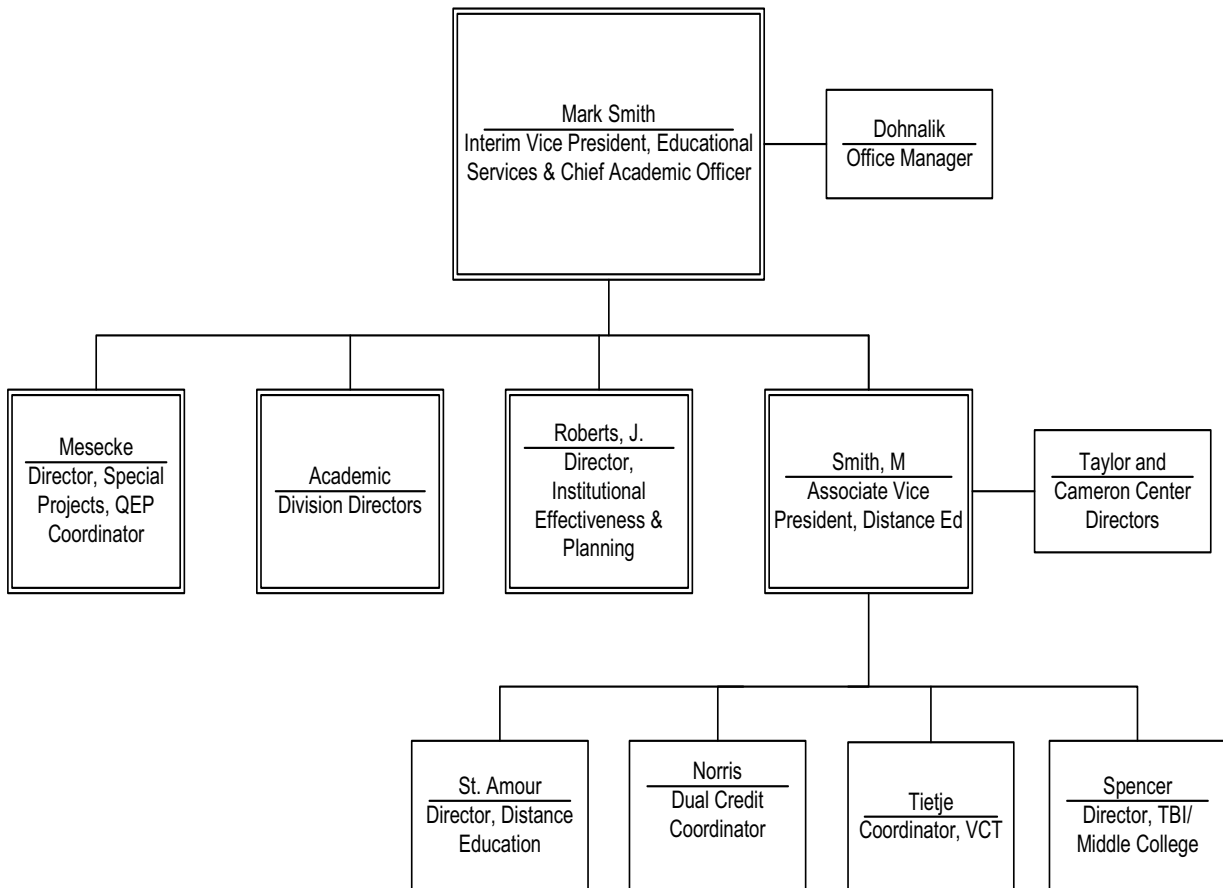 Mark Smith
Interim Vice President, Educational
Services & Chief Academic Officer
Dohnalik
Office Manager
Mesecke
Director, Special
Projects, QEP
Coordinator
Academic
Division Directors
Roberts, J.
Director,
Institutional
Effectiveness &
Planning
Smith, M
Associate Vice
President, Distance Ed
Taylor and
Cameron Center
Directors
St. Amour
Director, Distance
Education
Norris
Dual Credit
Coordinator
Tietje
Coordinator, VCT
Spencer
Director, TBI/
Middle College